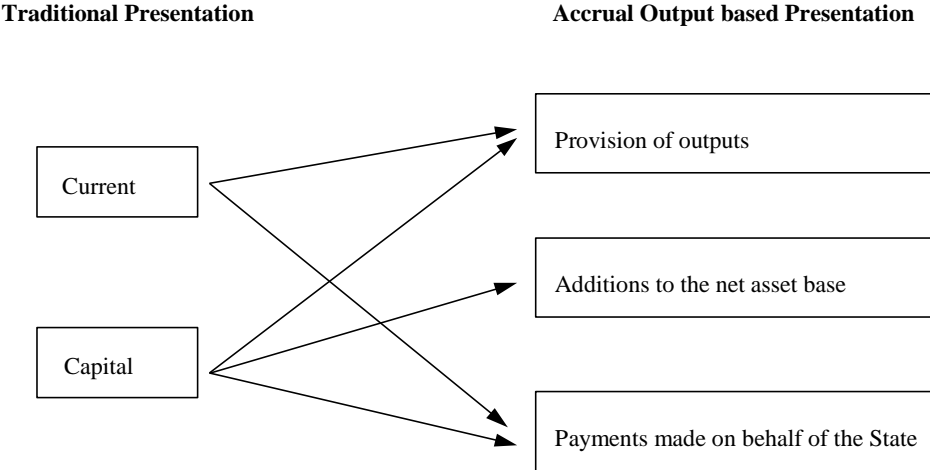 Traditional Presentation
Accrual Output based Presentation
Provision of outputs
Current
Additions to the net asset base
Capital
Payments made on behalf of the State